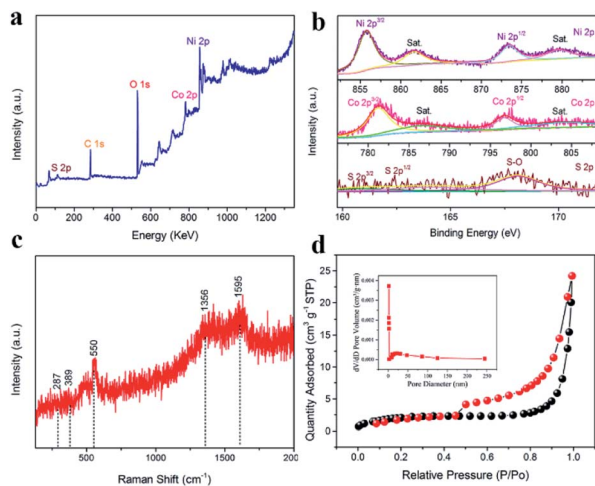 a
Ni 2p
O 1s
Co 2p
C 1s
S 2p
Intensity (a.u.)
0 200 400 600 800 1000 1200
Energy (KeV)
b
Ni 2p3/2 Sat. Ni 2p1/2 Sat. Ni 2p
855 860 865 870 875 880
Co 2p3/2 Sat. Co 2p1/2 Sat. Co 2p
780 785 790 795 800 805
S 2p3/2 S 2p1/2 S-O S 2p
160 165 170
Intensity (a.u.)
Binding Energy (eV)
c
287
389
550
1356
1595
Intensity (a.u.)
500 1000 1500 200
Raman Shift (cm-1)
d
25
20
15
10
5
0
Quantity Adsorbed (cm3 g-1 STP)
0.004
0.003
0.002
0.001
0.000
dV/dD Pore Volume (cm³/g·nm)
0 50 100 150 200 250
Pore Diameter (nm)
0.0 0.2 0.4 0.6 0.8 1.0
Relative Pressure (P/Po)